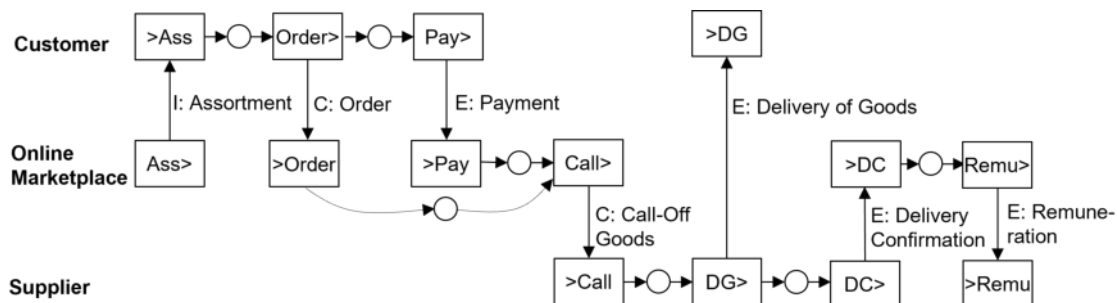 Customer
>Ass
Order>
Pay>
>DG
I: Assortment
C: Order
E: Payment
E: Delivery of Goods
Online
Marketplace
Ass>
>Order
>Pay
Call>
>DC
Remu>
C: Call-Off
Goods
E: Delivery
Confirmation
E: Remune-
ration
Supplier
>Call
DG>
DC>
>Remu